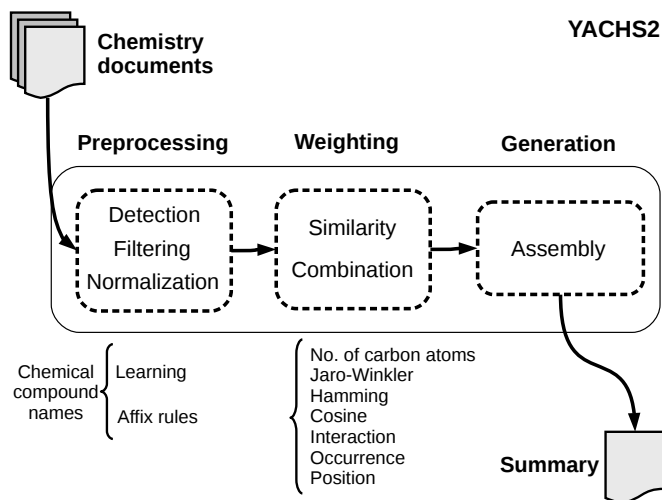 YACHS2
Chemistry
documents
Preprocessing
Weighting
Generation
Detection
Filtering
Normalization
Similarity
Combination
Assembly
Chemical
compound
names
Learning
Affix rules
No. of carbon atoms
Jaro-Winkler
Hamming
Cosine
Interaction
Occurrence
Position
Summary